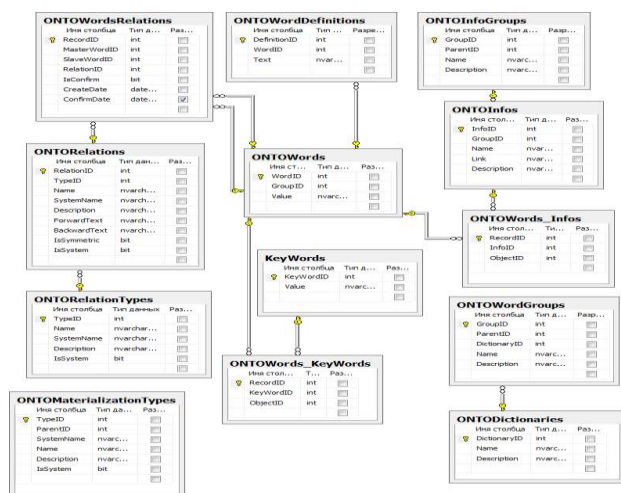 ONTOWordsRelations
Имя столбца Тип д... Раз...
RecordID int
MasterWordID int
SlaveWordID int
RelationID int
IsConfirm bit
CreateDate date...
ConfirmDate date...
ONTOWordDefinitions
Имя столбца Тип ... Разре...
DefinitionID int
WordID int
Text nvar...
ONTOInfoGroups
Имя столбца Тип д... Разр...
GroupID int
ParentID int
Name nvarc...
Description nvarc...
ONTOInfos
Имя стол... Тип д... Раз...
InfoID int
GroupID int
Name nvar...
Link nvar...
Description nvar...
ONTORelations
Имя столбца Тип дан... Раз...
RelationID int
TypeID int
Name nvarch...
SystemName nvarch...
Description nvarch...
ForwardText nvarch...
BackwardText nvarch...
IsSymmetric bit
IsSystem bit
ONTOWords
Имя ст... Тип д... Раз...
WordID int
GroupID int
Value nvarc...
ONTOWords_Infos
Имя столбца Ти... Раз...
RecordID int
InfoID int
ObjectID int
KeyWords
Имя столбца Тип д... Раз...
KeyWordID int
Value nvarc...
ONTORelationTypes
Имя столбца Тип данных Раз...
TypeID int
Name nvarchar...
SystemName nvarchar...
Description nvarchar...
IsSystem bit
ONTOWordGroups
Имя столбца Тип д... Разр...
GroupID int
ParentID int
DictionaryID int
Name nvarc...
Description nvarc...
ONTOWords_KeyWords
Имя стол... Т... Раз...
RecordID int
KeyWordID int
ObjectID int
ONTOMaterializationTypes
Имя столбца Тип да... Раз...
TypeID int
ParentID int
SystemName nvarc...
Name nvarc...
Description nvarc...
IsSystem bit
ONTODictionaries
Имя столбца Тип д... Разр...
DictionaryID int
Name nvarc...
Description nvarc...